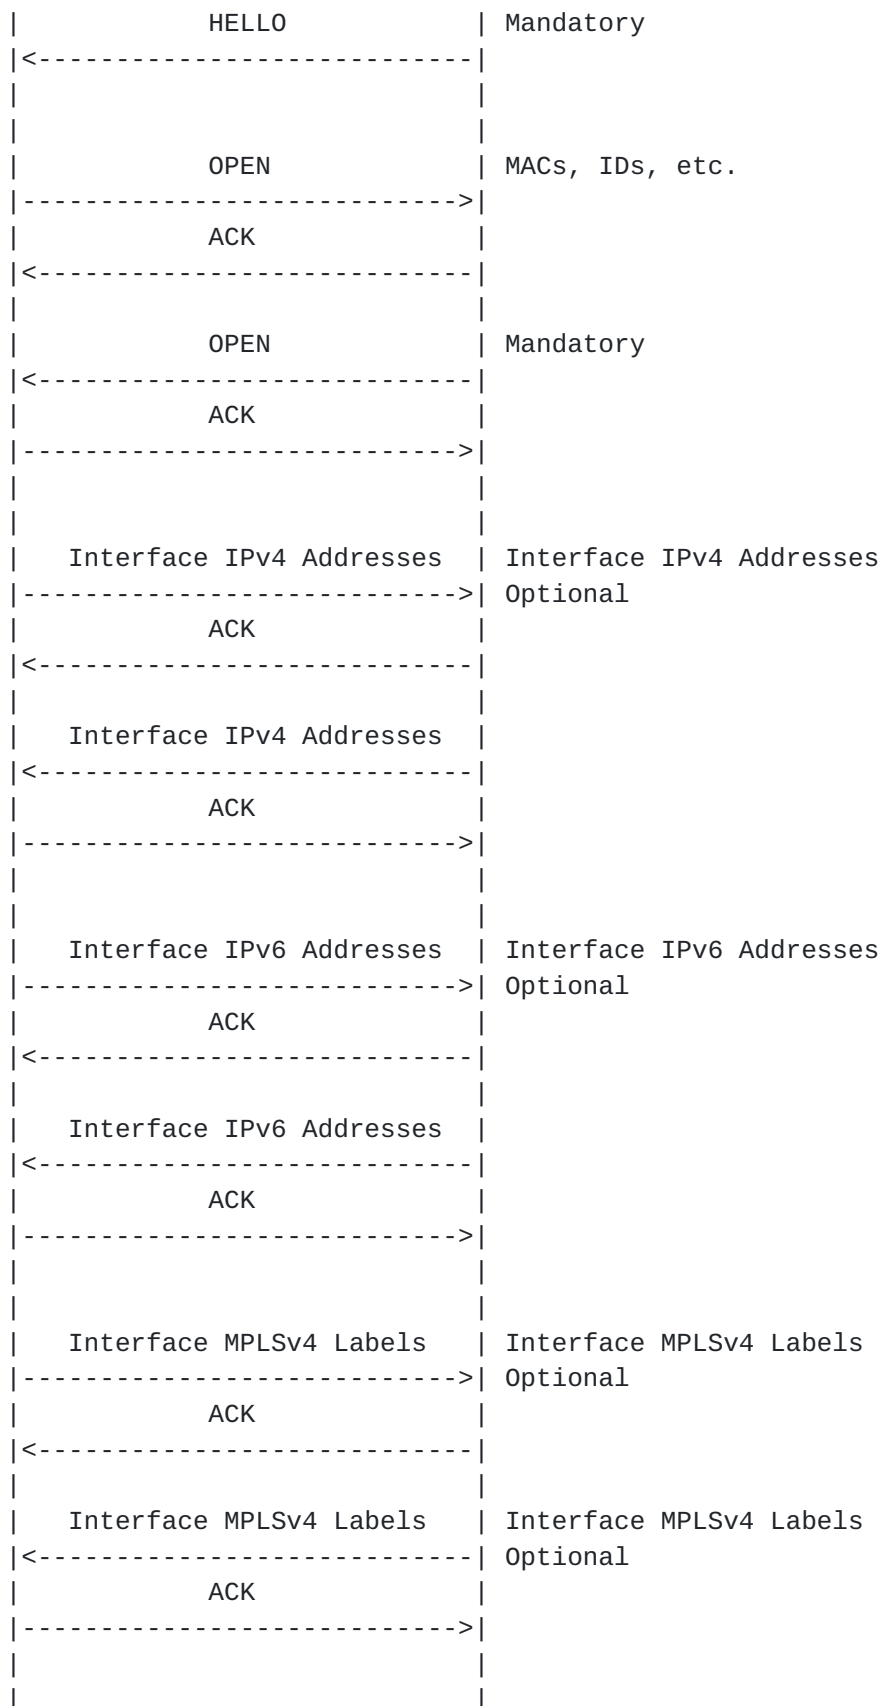 |            HELLO            | Mandatory
|<----------------------------|
|                             |
|                             |
|            OPEN             | MACs, IDs, etc.
|---------------------------->|
|            ACK              |
|<----------------------------|
|                             |
|            OPEN             | Mandatory
|<----------------------------|
|            ACK              |
|---------------------------->|
|                             |
|                             |
|   Interface IPv4 Addresses  | Interface IPv4 Addresses
|---------------------------->| Optional
|            ACK              |
|<----------------------------|
|                             |
|   Interface IPv4 Addresses  |
|<----------------------------|
|            ACK              |
|---------------------------->|
|                             |
|                             |
|   Interface IPv6 Addresses  | Interface IPv6 Addresses
|---------------------------->| Optional
|            ACK              |
|<----------------------------|
|                             |
|   Interface IPv6 Addresses  |
|<----------------------------|
|            ACK              |
|---------------------------->|
|                             |
|                             |
|   Interface MPLSv4 Labels   | Interface MPLSv4 Labels
|---------------------------->| Optional
|            ACK              |
|<----------------------------|
|                             |
|   Interface MPLSv4 Labels   | Interface MPLSv4 Labels
|<----------------------------| Optional
|            ACK              |
|---------------------------->|
|                             |
|                             |